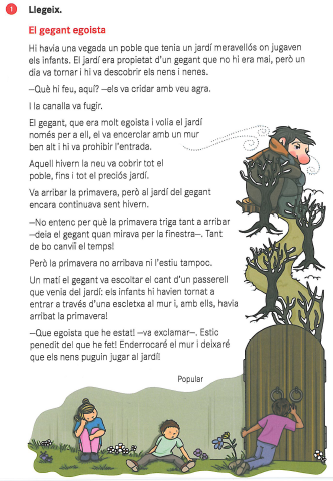 1 Llegeix.
El gegant egoista
Hi havia una vegada un poble que tenia un jardí meravellós on jugaven
els infants. El jardí era propietat d'un gegant que no hi era mai, però un
dia va tornar i hi va descobrir els nens i nenes.
—Què hi feu, aquí? —els va cridar amb veu agra.
I la canalla va fugir.
El gegant, que era molt egoista i volia el jardí
només per a ell, el va encerclar amb un mur
ben alt i hi va prohibir l'entrada.
Aquell hivern la neu va cobrir tot el
poble, fins i tot el preciós jardí.
Va arribar la primavera, però al jardí del gegant
encara continuava sent hivern.
—No entenc per què la primavera triga tant a arribar
—deia el gegant quan mirava per la finestra—. Tant
de bo canviï el temps!
Però la primavera no arribava ni l'estiu tampoc.
Un matí el gegant va escoltar el cant d'un passerell
que venia del jardí: els infants hi havien tornat a
entrar a través d'una escletxa al mur i, amb ells, havia
arribat la primavera!
—Que egoista que he estat! —va exclamar—. Estic
penedit del que he fet! Enderrocaré el mur i deixaré
que els nens puguin jugar al jardí!
Popular